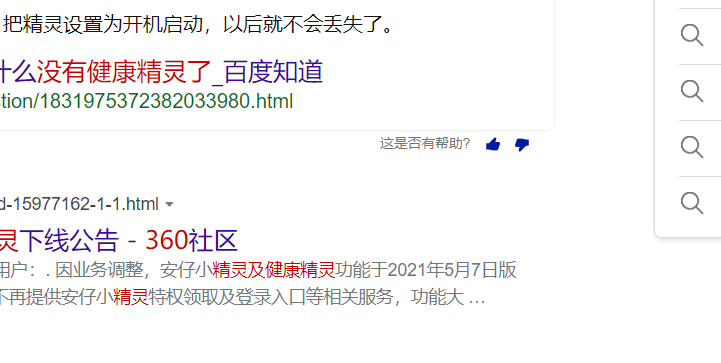 把精灵设置为开机启动，以后就不会丢失了。
什么没有健康精灵了_百度知道
stion/1831975372382033980.html
这是否有帮助？
d-15977162-1-1.html
灵下线公告 - 360社区
用户：. 因业务调整，安仔小精灵及健康精灵功能于2021年5月7日版
不再提供安仔小精灵特权领取及登录入口等相关服务，功能大 ...